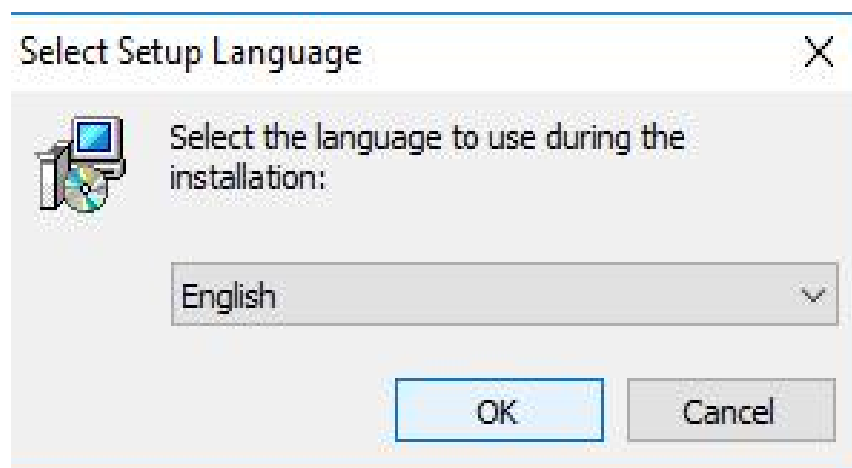 Select Setup Language
Select the language to use during the
installation:
English
OK
Cancel